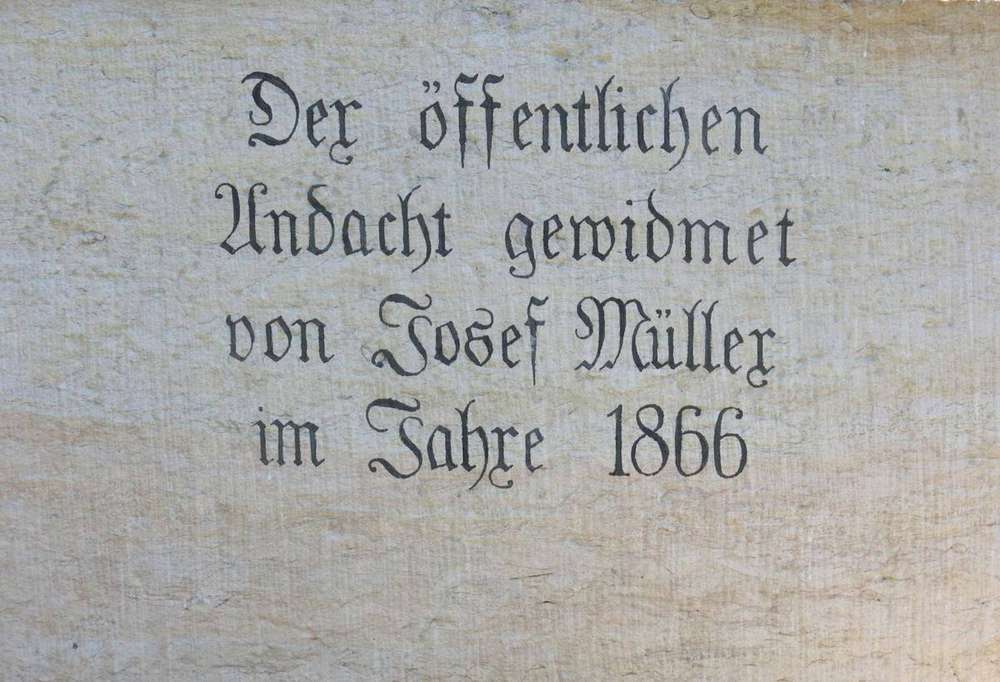 Der öffentlichen
Andacht gewidmet
von Josef Müller
im Jahre 1866